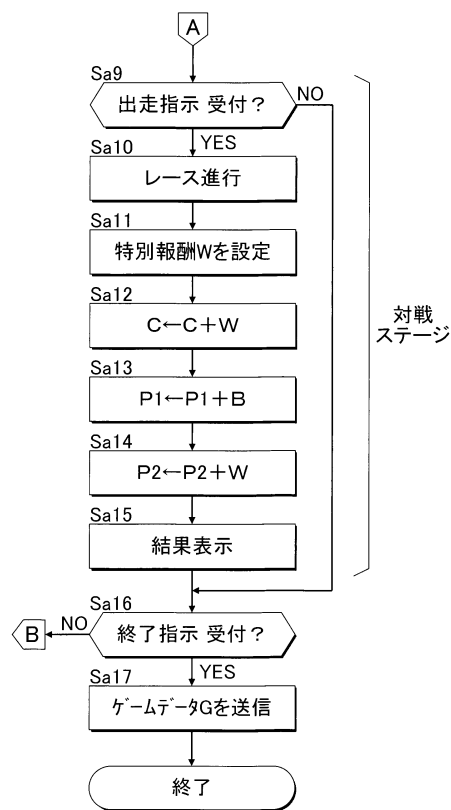 A
Sa9
出走指示 受付？
NO
YES
Sa10
レース進行
Sa11
特別報酬Wを設定
Sa12
C←C+W
Sa13
P1←P1+B
Sa14
P2←P2+W
Sa15
結果表示
対戦
ステージ
Sa16
終了指示 受付？
NO
B
YES
Sa17
ｹﾞｰﾑﾃﾞｰﾀGを送信
終了